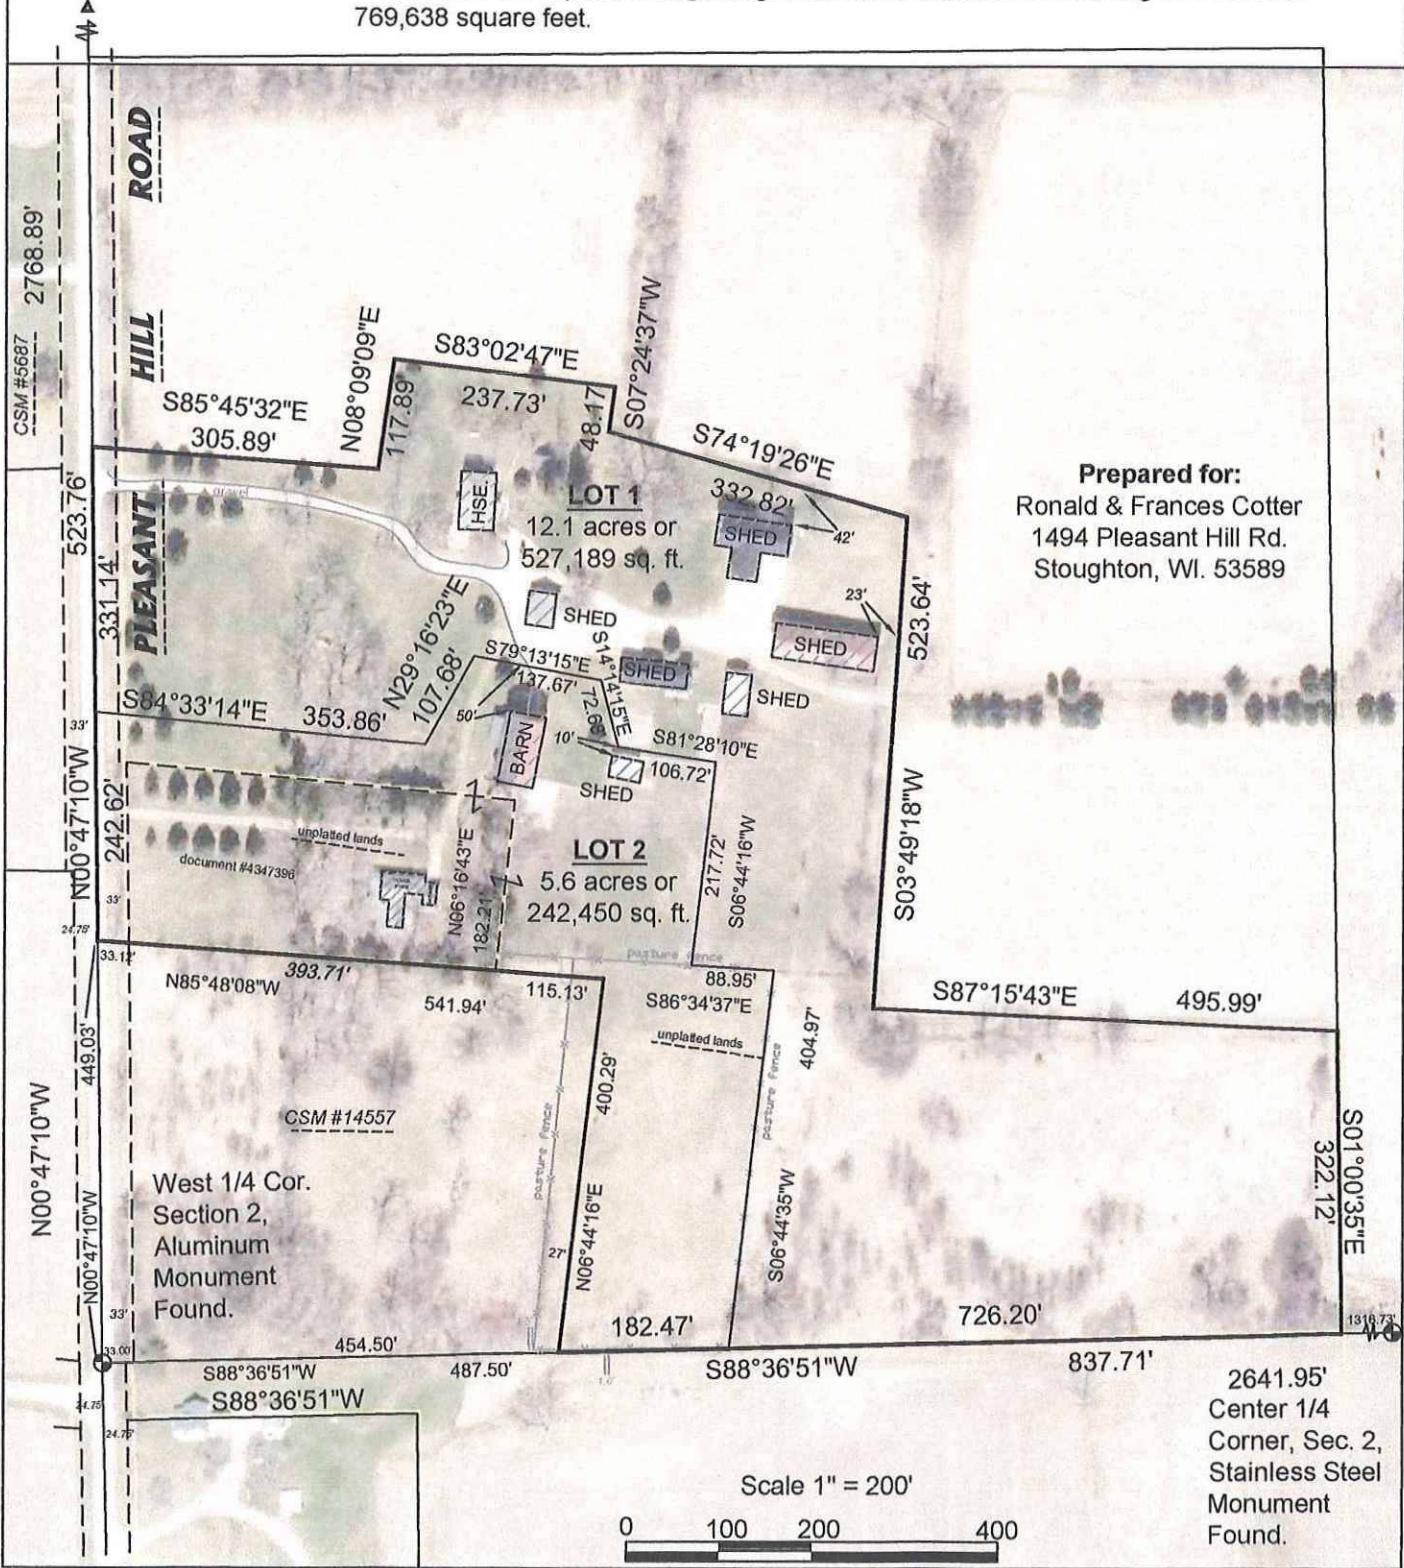 769,638 square feet.
ROAD
HILL
PLEASANT
2768.89'
CSM #5687
523.76'
S85°45'32"E
305.89'
N08°09'09"E
117.89
S83°02'47"E
237.73'
48.17'
S07°24'37"W
S74°19'26"E
332.82'
42'
HSE.
gravel
LOT 1
12.1 acres or
527,189 sq. ft.
SHED
Prepared for:
Ronald & Frances Cotter
1494 Pleasant Hill Rd.
Stoughton, WI. 53589
331.14'
523.64'
23'
SHED
SHED
SHED
SHED
N29°16'23"E
107.68'
S79°13'15"E
137.67'
S14°14'15"E
72.68'
S84°33'14"E
353.86'
50'
10'
BARN
SHED
S81°28'10"E
106.72'
33'
N00°47'10"W
242.62'
33'
24.75'
unplatted lands
document #4347396
N06°16'43"E
182.21'
LOT 2
5.6 acres or
242,450 sq. ft.
217.72'
S06°44'16"W
S03°49'18"W
pasture fence
33.12'
393.71'
N85°48'08"W
541.94'
115.13'
88.95'
S86°34'37"E
unplatted lands
404.97'
S87°15'43"E
495.99'
449.03'
N00°47'10"W
400.29'
pasture fence
pasture fence
CSM #14557
N00°47'10"W
West 1/4 Cor.
Section 2,
Aluminum
Monument
Found.
27'
N06°44'16"E
S06°44'35"W
S01°00'35"E
322.12'
33'
33.00'
454.50'
182.47'
726.20'
1316.73'
S88°36'51"W
487.50'
S88°36'51"W
837.71'
S88°36'51"W
24.75'
24.75'
2641.95'
Center 1/4
Corner, Sec. 2,
Stainless Steel
Monument
Found.
Scale 1" = 200'
0 100 200 400